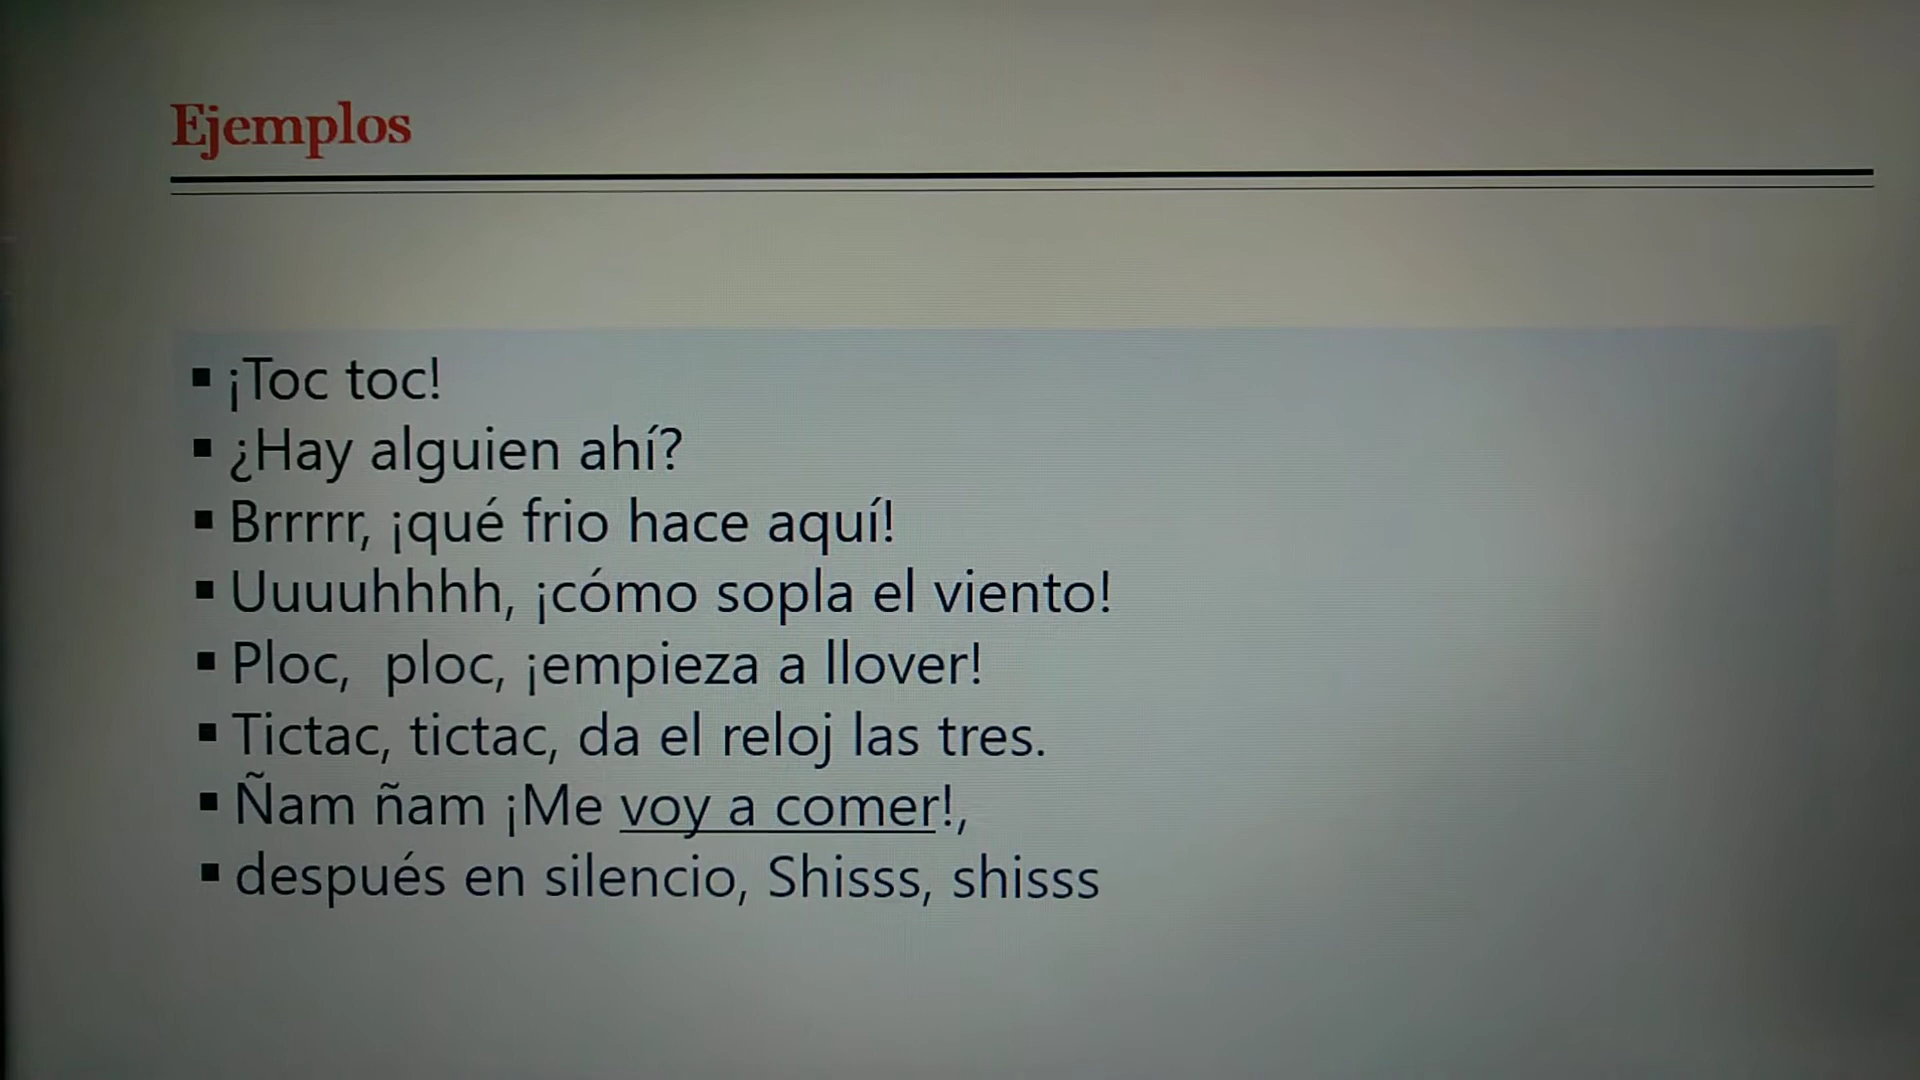 Ejemplos
¡Toc toc!
¿Hay alguien ahí?
Brrrrr, ¡qué frio hace aquí!
Uuuuhhhh, ¡cómo sopla el viento!
Ploc,  ploc, ¡empieza a llover!
Tictac, tictac, da el reloj las tres.
Ñam ñam ¡Me voy a comer!,
después en silencio, Shisss, shisss